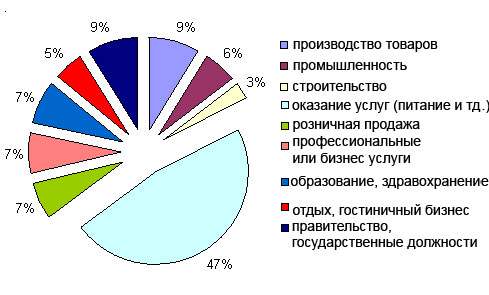 9%
9%
6%
3%
47%
7%
7%
7%
5%
производство товаров
промышленность
строительство
оказание услуг (питание и тд.)
розничная продажа
профессиональные
или бизнес услуги
образование, здравохранение
отдых, гостиничный бизнес
правительство,
государственные должности